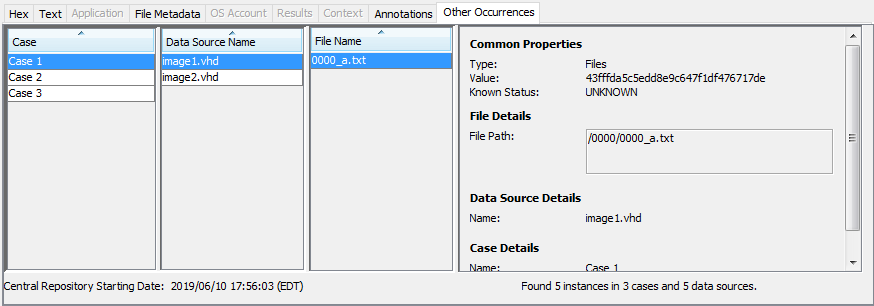 Hex Text Application File Metadata OS Account Results Context Annotations Other Occurrences
Case Data Source Name File Name
Case 1 image1.vhd 0000_a.txt
Case 2 image2.vhd
Case 3
Common Properties
Type: Files
Value: 43fffda5c5edd8e9c647f1df476717de
Known Status: UNKNOWN
File Details
File Path: /0000/0000_a.txt
Data Source Details
Name: image1.vhd
Case Details
Name: Case 1
Central Repository Starting Date: 2019/06/10 17:56:03 (EDT) Found 5 instances in 3 cases and 5 data sources.